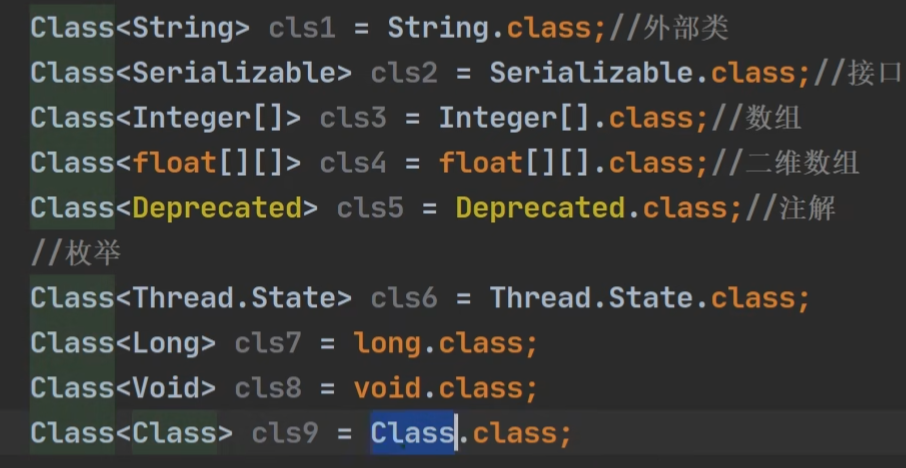 Class<String> cls1 = String.class;//外部类
Class<Serializable> cls2 = Serializable.class;//接口
Class<Integer[]> cls3 = Integer[].class;//数组
Class<float[][]> cls4 = float[][].class;//二维数组
Class<Deprecated> cls5 = Deprecated.class;//注解
//枚举
Class<Thread.State> cls6 = Thread.State.class;
Class<Long> cls7 = long.class;
Class<Void> cls8 = void.class;
Class<Class> cls9 = Class.class;